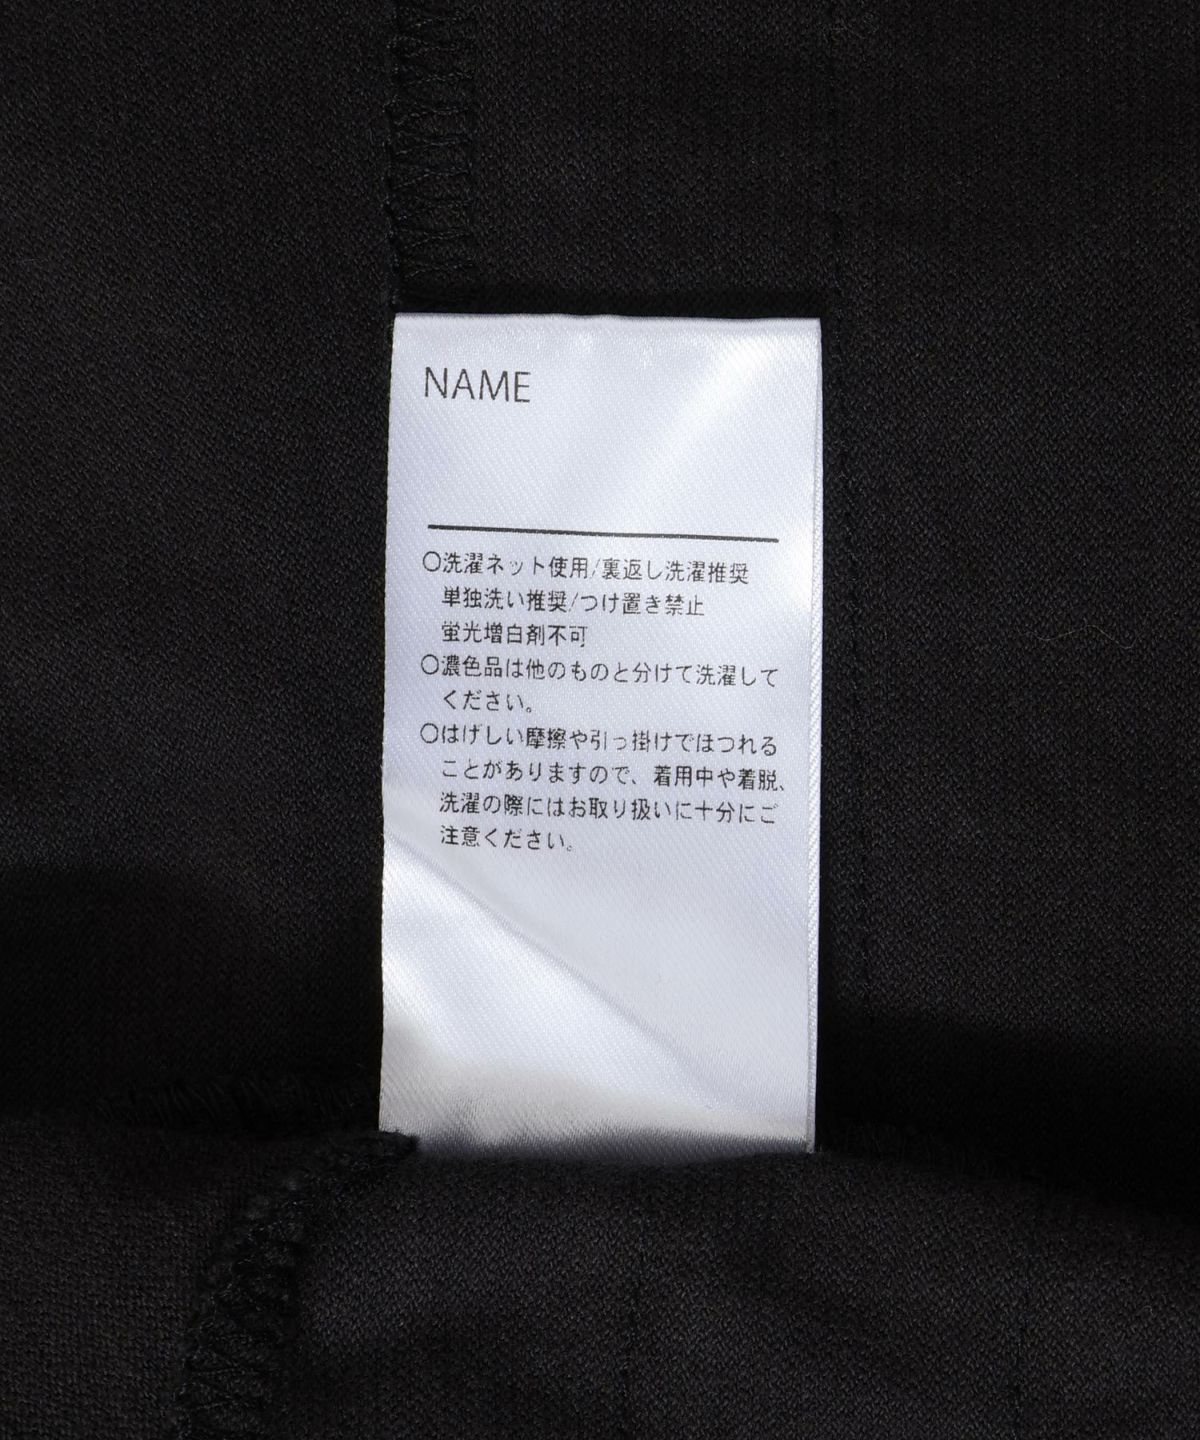 NAME
○洗濯ネット使用/裏返し洗濯推奨
単独洗い推奨/つけ置き禁止
蛍光増白剤不可
○濃色品は他のものと分けて洗濯して
ください。
○はげしい摩擦や引っ掛けでほつれる
ことがありますので、着用中や着脱、
洗濯の際にはお取り扱いに十分にご
注意ください。